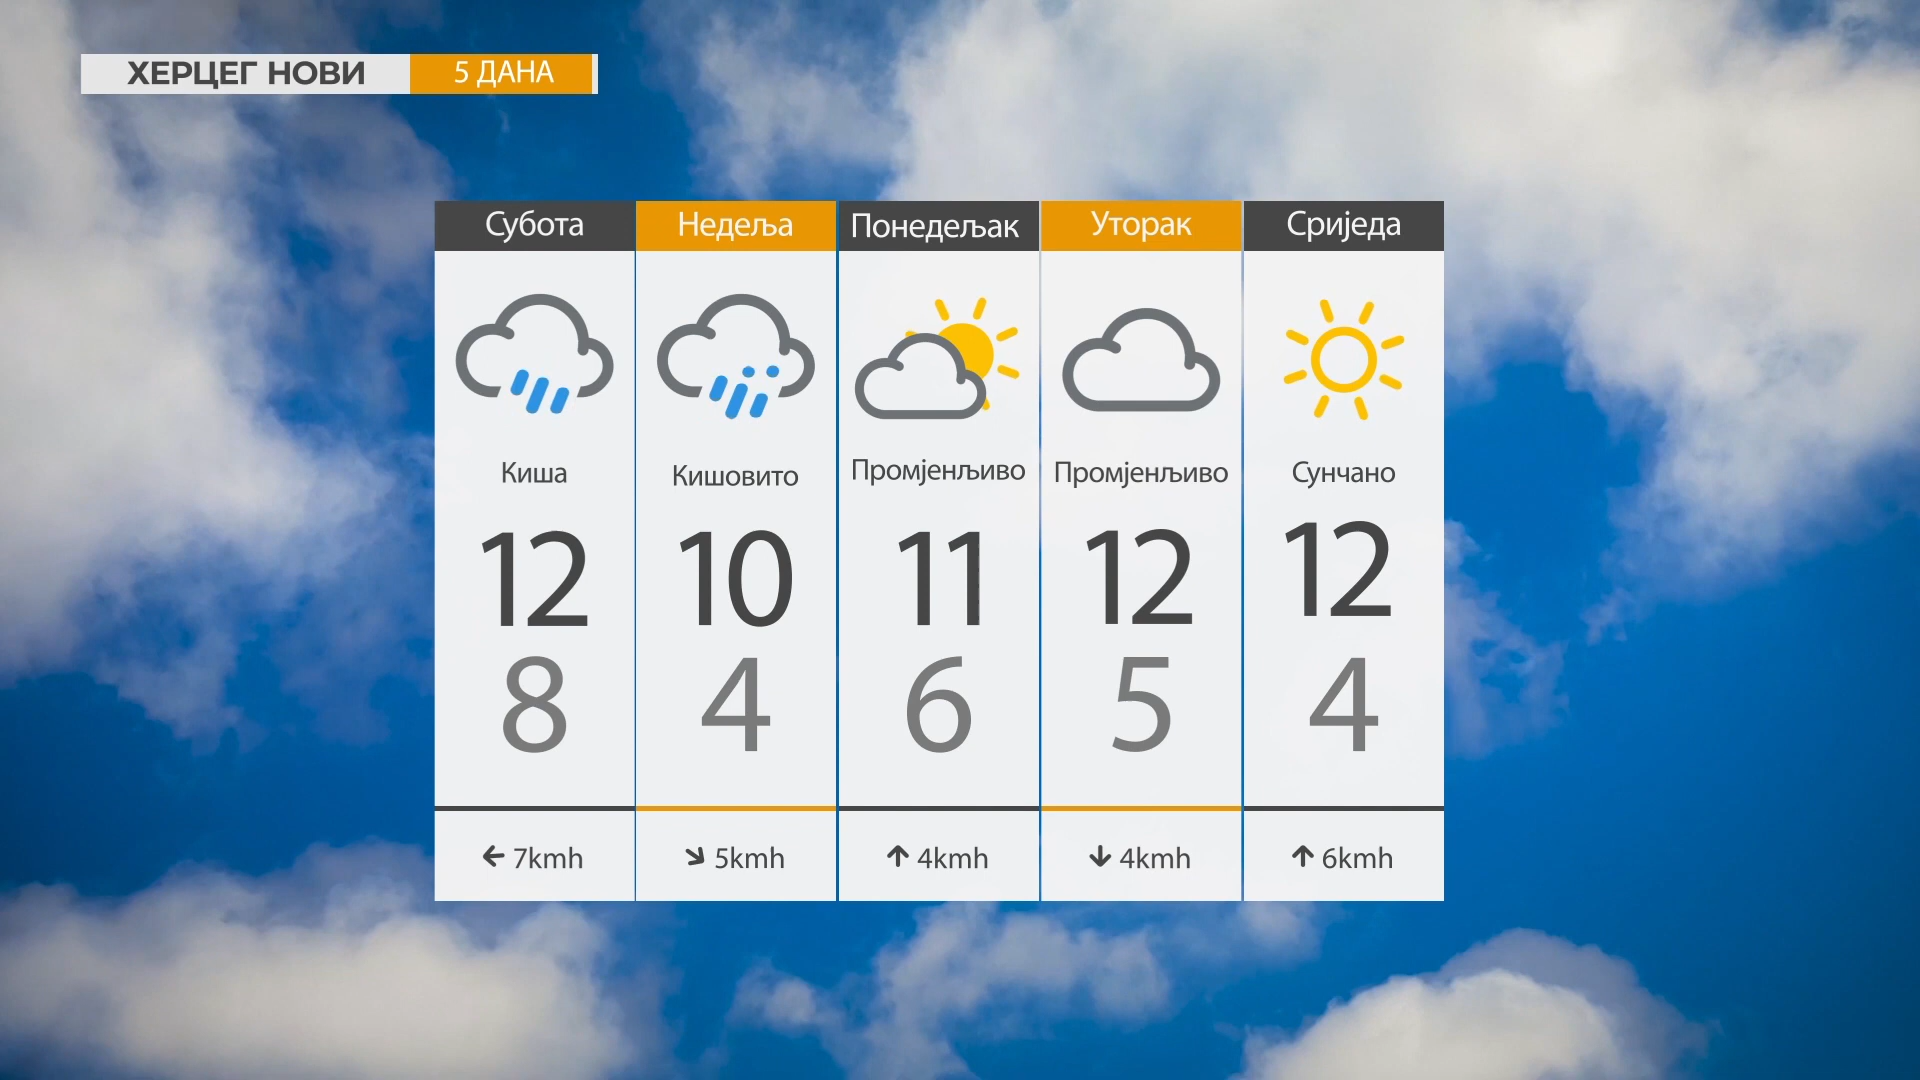 ХЕРЦЕГ НОВИ 5 ДАНА
Субота Недеља Понедељак Уторак Сриједа
Киша Кишовито Промјенљиво Промјенљиво Сунчано
12 10 11 12 12
8 4 6 5 4
← 7kmh ↘ 5kmh ↑ 4kmh ↓ 4kmh ↑ 6kmh